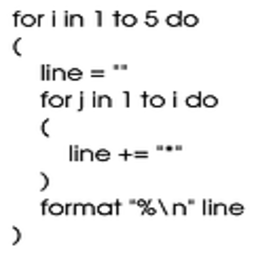 for i in 1 to 5 do
(
line = ""
for j in 1 to i do
(
line += "*"
)
format "%\n" line
)